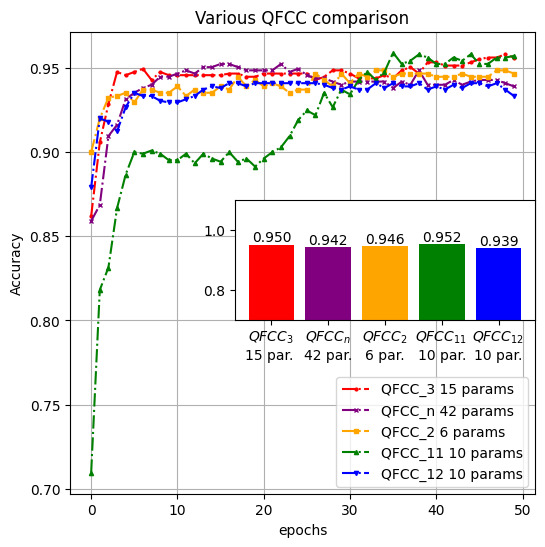 Various QFCC comparison
Accuracy
0.95
0.90
0.85
0.80
0.75
0.70
1.0
0.8
0.950 0.942 0.946 0.952 0.939
QFCC₃ QFCCₙ QFCC₂ QFCC₁₁ QFCC₁₂
15 par. 42 par. 6 par. 10 par. 10 par.
QFCC_3 15 params
QFCC_n 42 params
QFCC_2 6 params
QFCC_11 10 params
QFCC_12 10 params
0 10 20 30 40 50
epochs